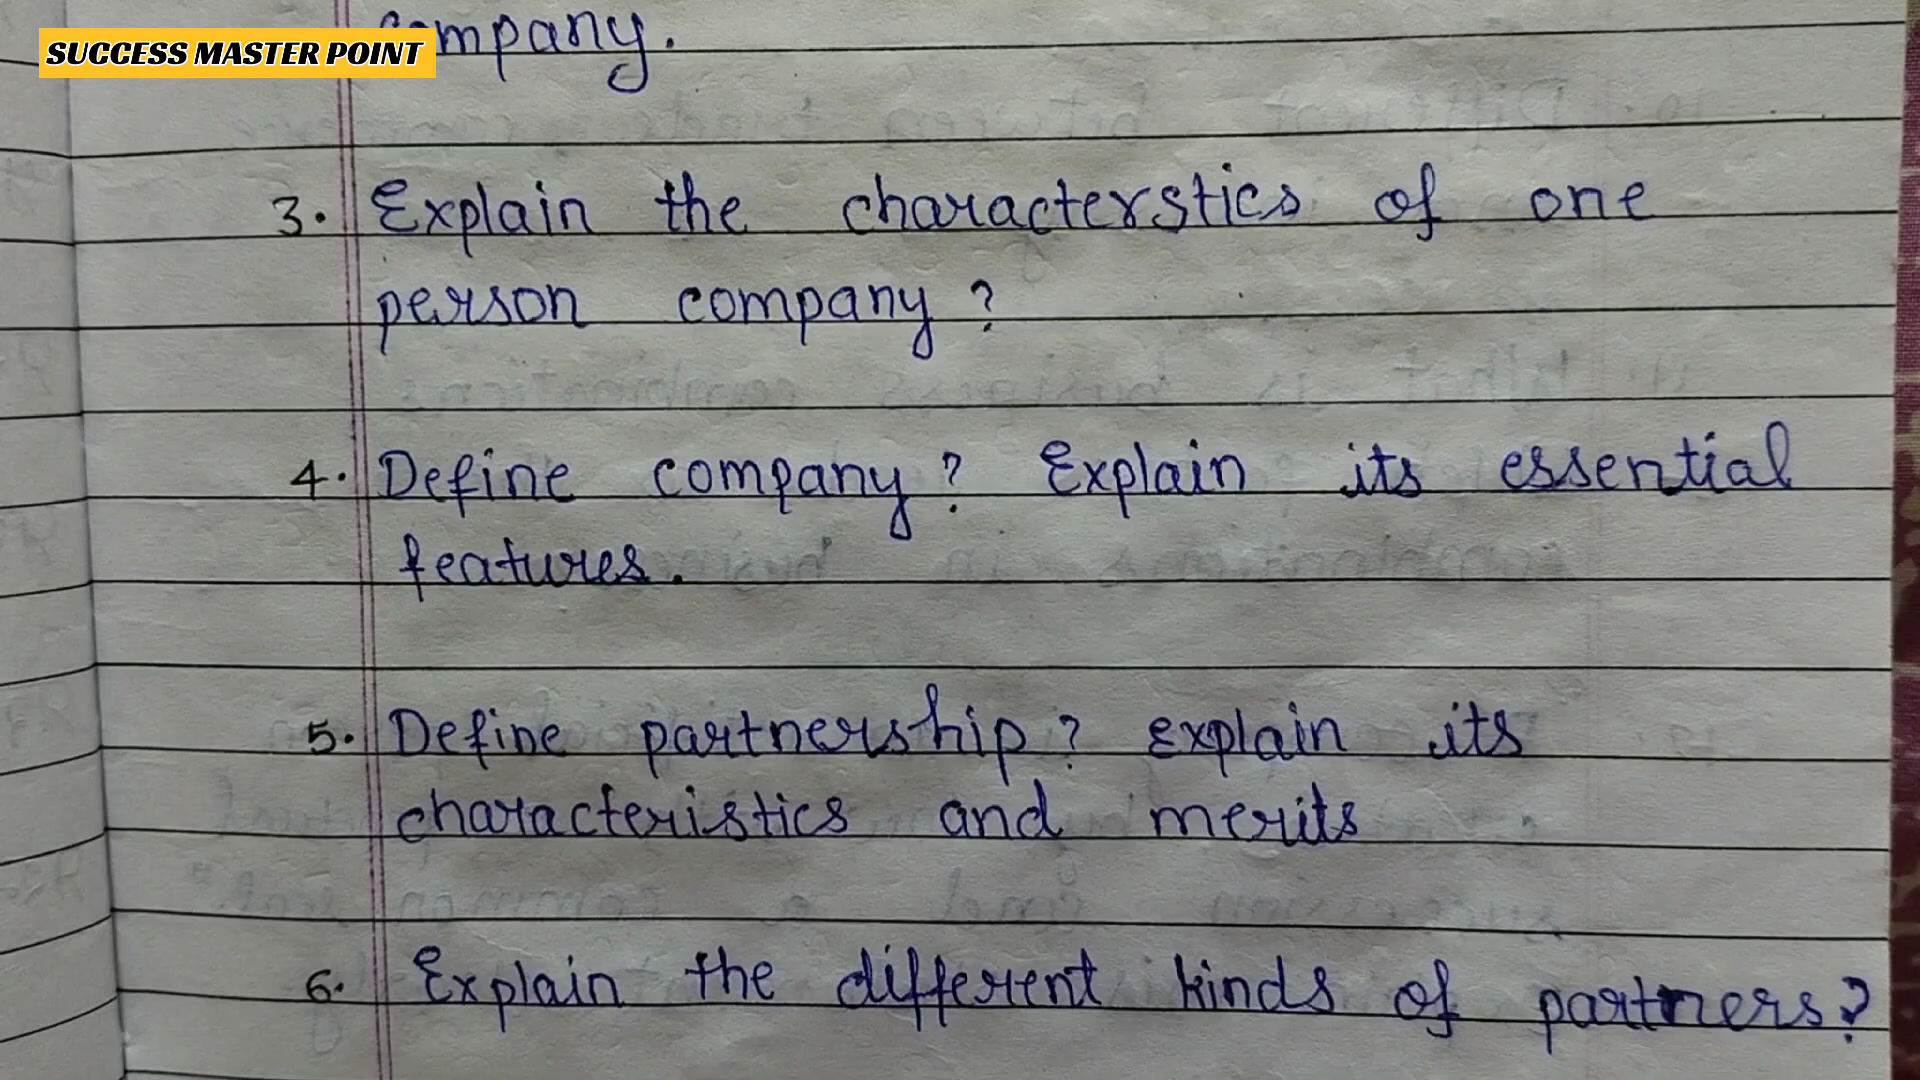 company.
SUCCESS MASTER POINT
3. Explain the characterstics of one
person company ?
4. Define company ? Explain its essential
features.
5. Define partnership ? explain its
characteristics and merits
6. Explain the different kinds of partners ?